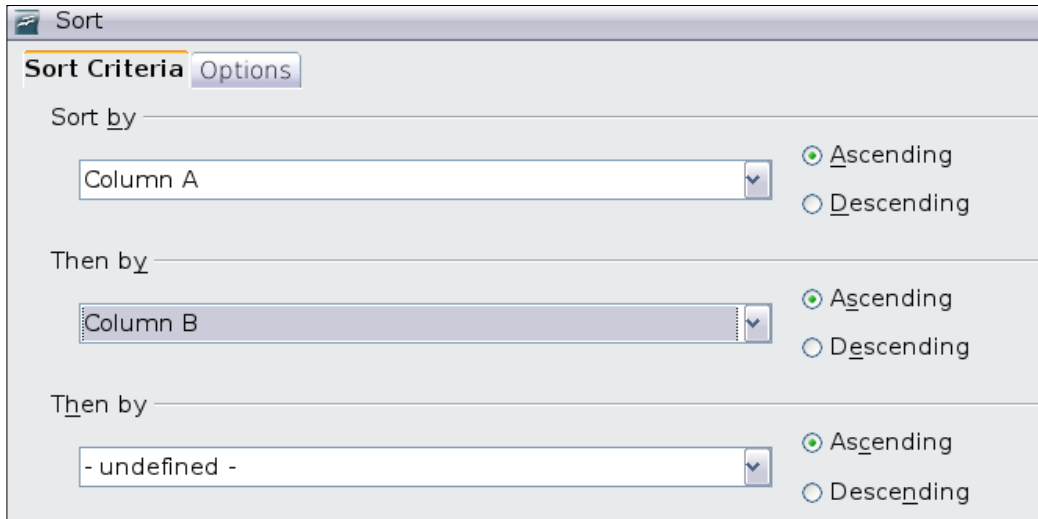 Sort
Sort Criteria Options
Sort by
Column A
Ascending
Descending
Then by
Column B
Ascending
Descending
Then by
- undefined -
Ascending
Descending